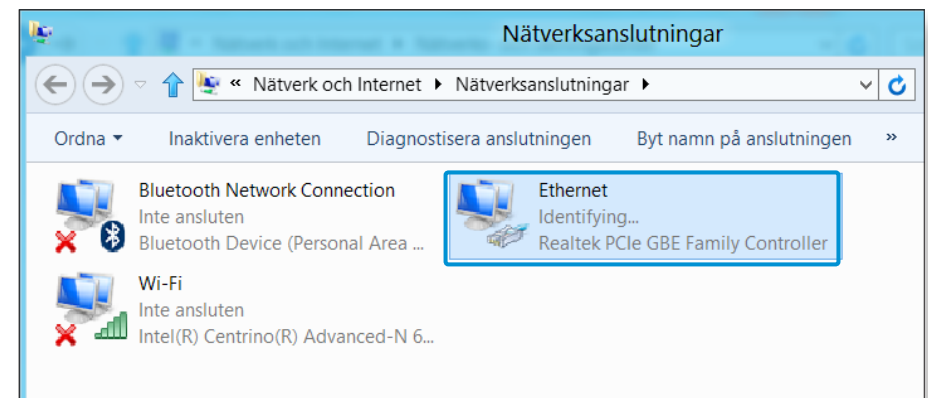 Nätverksanslutningar
« Nätverk och Internet ▸ Nätverksanslutningar ▸
Ordna ▾ Inaktivera enheten Diagnostisera anslutningen Byt namn på anslutningen »
Bluetooth Network Connection
Inte ansluten
Bluetooth Device (Personal Area ...
Ethernet
Identifying...
Realtek PCIe GBE Family Controller
Wi-Fi
Inte ansluten
Intel(R) Centrino(R) Advanced-N 6...